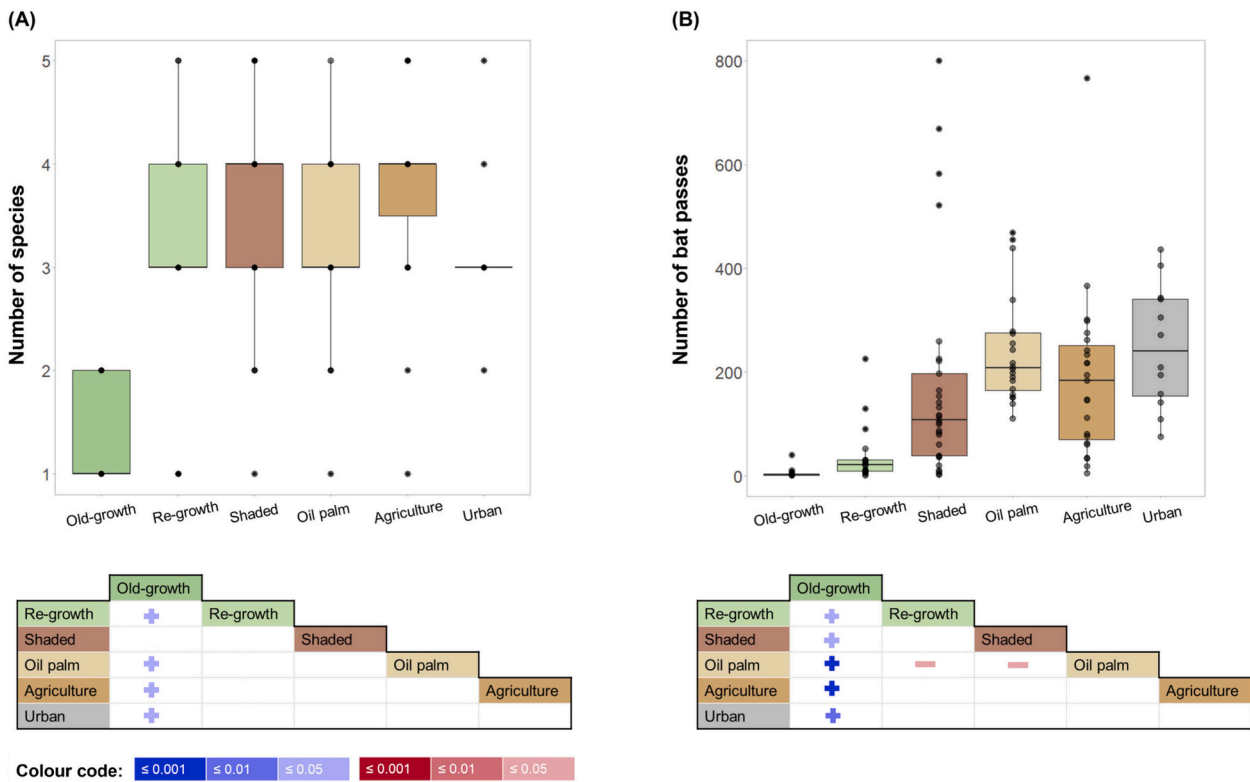 (A)
Number of species
5
4
3
2
1
Old-growth Re-growth Shaded Oil palm Agriculture Urban
(B)
Number of bat passes
800
600
400
200
0
Old-growth Re-growth Shaded Oil palm Agriculture Urban
Old-growth
Re-growth + Re-growth
Shaded Shaded
Oil palm + Oil palm
Agriculture + Agriculture
Urban +
Old-growth
Re-growth + Re-growth
Shaded + Shaded
Oil palm + − − Oil palm
Agriculture + Agriculture
Urban +
Colour code: ≤ 0.001 ≤ 0.01 ≤ 0.05 ≤ 0.001 ≤ 0.01 ≤ 0.05